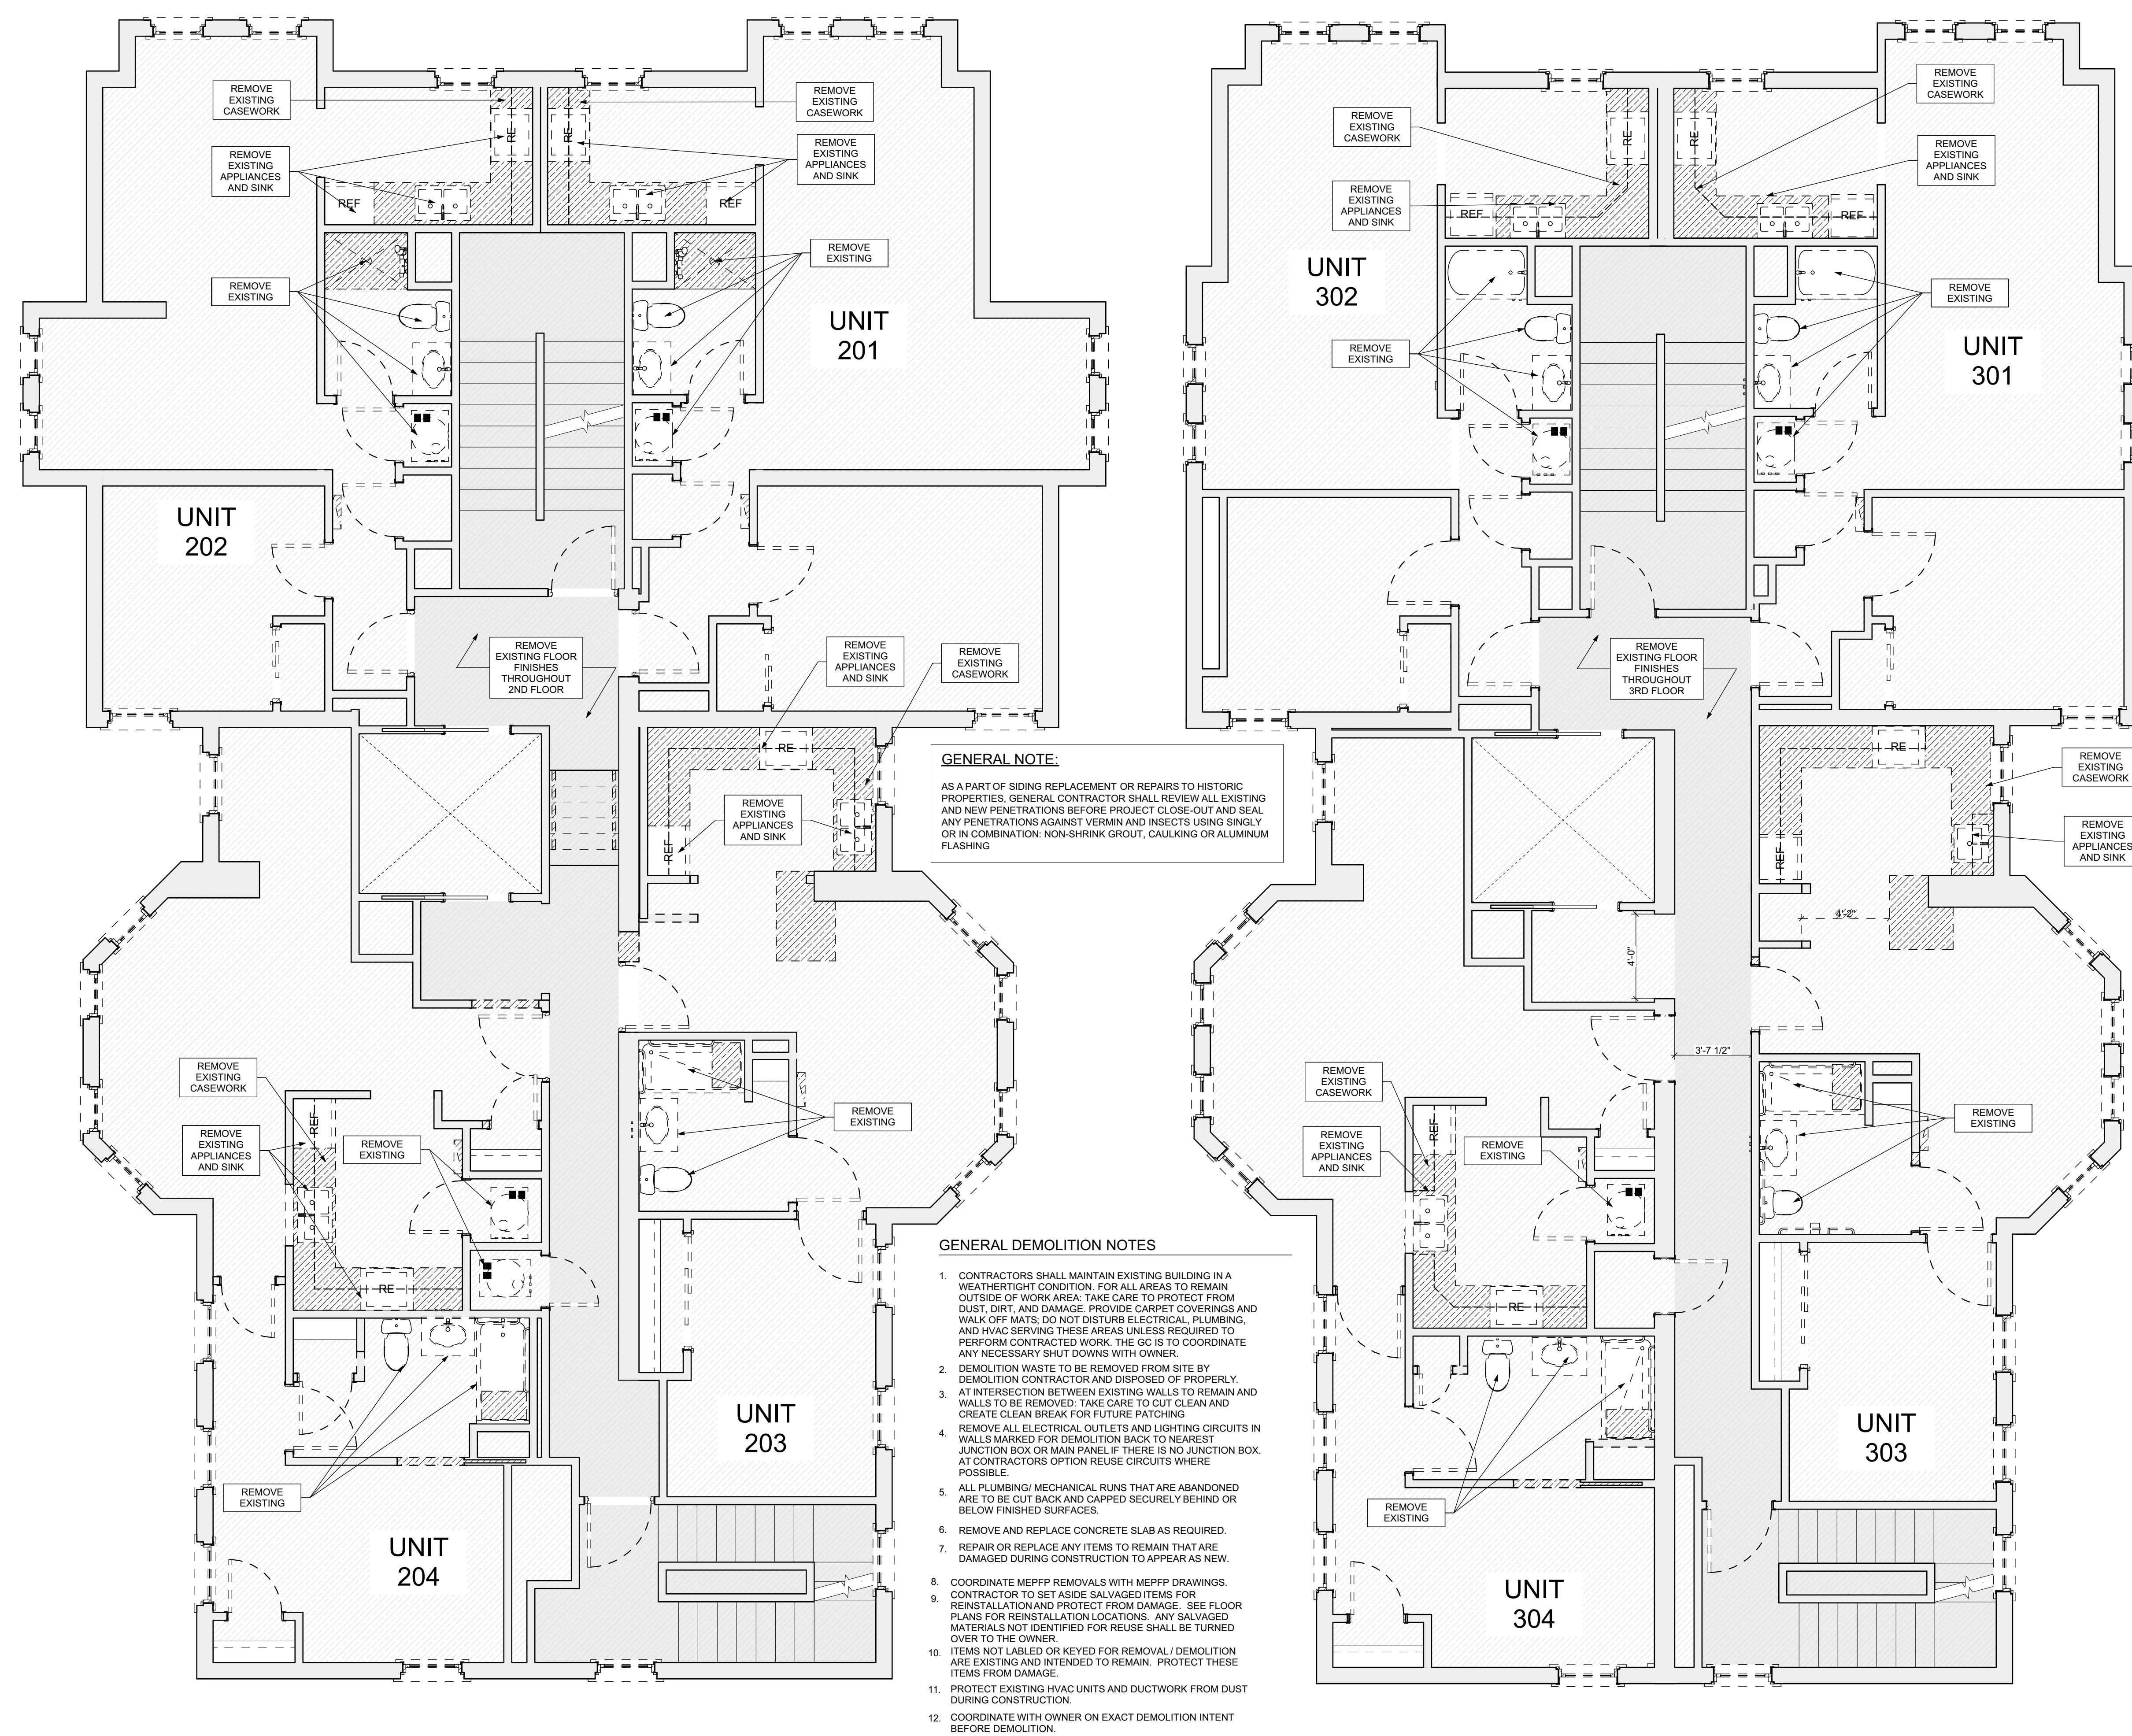 REMOVE
EXISTING
CASEWORK
REMOVE
EXISTING
APPLIANCES
AND SINK
RE
REF
REMOVE
EXISTING
CASEWORK
REMOVE
EXISTING
APPLIANCES
AND SINK
RE
REF
REMOVE
EXISTING
REMOVE
EXISTING
UNIT
201
UNIT
202
REMOVE
EXISTING FLOOR
FINISHES
THROUGHOUT
2ND FLOOR
REMOVE
EXISTING
APPLIANCES
AND SINK
REMOVE
EXISTING
CASEWORK
RE
REMOVE
EXISTING
APPLIANCES
AND SINK
REF
REMOVE
EXISTING
CASEWORK
REMOVE
EXISTING
APPLIANCES
AND SINK
REF
REMOVE
EXISTING
REMOVE
EXISTING
RE
REMOVE
EXISTING
UNIT
203
UNIT
204
GENERAL NOTE:
AS A PART OF SIDING REPLACEMENT OR REPAIRS TO HISTORIC
PROPERTIES, GENERAL CONTRACTOR SHALL REVIEW ALL EXISTING
AND NEW PENETRATIONS BEFORE PROJECT CLOSE-OUT AND SEAL
ANY PENETRATIONS AGAINST VERMIN AND INSECTS USING SINGLY
OR IN COMBINATION: NON-SHRINK GROUT, CAULKING OR ALUMINUM
FLASHING
GENERAL DEMOLITION NOTES
1. CONTRACTORS SHALL MAINTAIN EXISTING BUILDING IN A
WEATHERTIGHT CONDITION. FOR ALL AREAS TO REMAIN
OUTSIDE OF WORK AREA: TAKE CARE TO PROTECT FROM
DUST, DIRT, AND DAMAGE. PROVIDE CARPET COVERINGS AND
WALK OFF MATS; DO NOT DISTURB ELECTRICAL, PLUMBING,
AND HVAC SERVING THESE AREAS UNLESS REQUIRED TO
PERFORM CONTRACTED WORK. THE GC IS TO COORDINATE
ANY NECESSARY SHUT DOWNS WITH OWNER.
2. DEMOLITION WASTE TO BE REMOVED FROM SITE BY
DEMOLITION CONTRACTOR AND DISPOSED OF PROPERLY.
3. AT INTERSECTION BETWEEN EXISTING WALLS TO REMAIN AND
WALLS TO BE REMOVED: TAKE CARE TO CUT CLEAN AND
CREATE CLEAN BREAK FOR FUTURE PATCHING
4. REMOVE ALL ELECTRICAL OUTLETS AND LIGHTING CIRCUITS IN
WALLS MARKED FOR DEMOLITION BACK TO NEAREST
JUNCTION BOX OR MAIN PANEL IF THERE IS NO JUNCTION BOX.
AT CONTRACTORS OPTION REUSE CIRCUITS WHERE
POSSIBLE.
5. ALL PLUMBING/ MECHANICAL RUNS THAT ARE ABANDONED
ARE TO BE CUT BACK AND CAPPED SECURELY BEHIND OR
BELOW FINISHED SURFACES.
6. REMOVE AND REPLACE CONCRETE SLAB AS REQUIRED.
7. REPAIR OR REPLACE ANY ITEMS TO REMAIN THAT ARE
DAMAGED DURING CONSTRUCTION TO APPEAR AS NEW.
8. COORDINATE MEPFP REMOVALS WITH MEPFP DRAWINGS.
9. CONTRACTOR TO SET ASIDE SALVAGED ITEMS FOR
REINSTALLATION AND PROTECT FROM DAMAGE. SEE FLOOR
PLANS FOR REINSTALLATION LOCATIONS. ANY SALVAGED
MATERIALS NOT IDENTIFIED FOR REUSE SHALL BE TURNED
OVER TO THE OWNER.
10. ITEMS NOT LABLED OR KEYED FOR REMOVAL / DEMOLITION
ARE EXISTING AND INTENDED TO REMAIN. PROTECT THESE
ITEMS FROM DAMAGE.
11. PROTECT EXISTING HVAC UNITS AND DUCTWORK FROM DUST
DURING CONSTRUCTION.
12. COORDINATE WITH OWNER ON EXACT DEMOLITION INTENT
BEFORE DEMOLITION.
REMOVE
EXISTING
CASEWORK
REMOVE
EXISTING
APPLIANCES
AND SINK
RE
REF
REMOVE
EXISTING
CASEWORK
REMOVE
EXISTING
APPLIANCES
AND SINK
RE
REF
UNIT
302
REMOVE
EXISTING
REMOVE
EXISTING
UNIT
301
REMOVE
EXISTING FLOOR
FINISHES
THROUGHOUT
3RD FLOOR
RE
REMOVE
EXISTING
CASEWORK
REMOVE
EXISTING
APPLIANCES
AND SINK
REF
4'-2"
4'-0"
3'-7 1/2"
REMOVE
EXISTING
CASEWORK
REMOVE
EXISTING
APPLIANCES
AND SINK
REF
REMOVE
EXISTING
REMOVE
EXISTING
RE
UNIT
303
REMOVE
EXISTING
UNIT
304